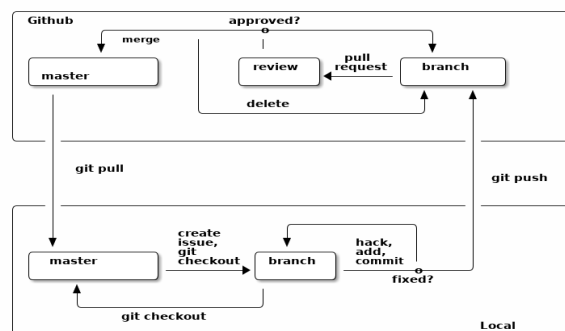 Github
approved?
merge
master
review
pull
request
branch
delete
git pull
git push
master
create
issue,
git
checkout
branch
hack,
add,
commit
fixed?
git checkout
Local